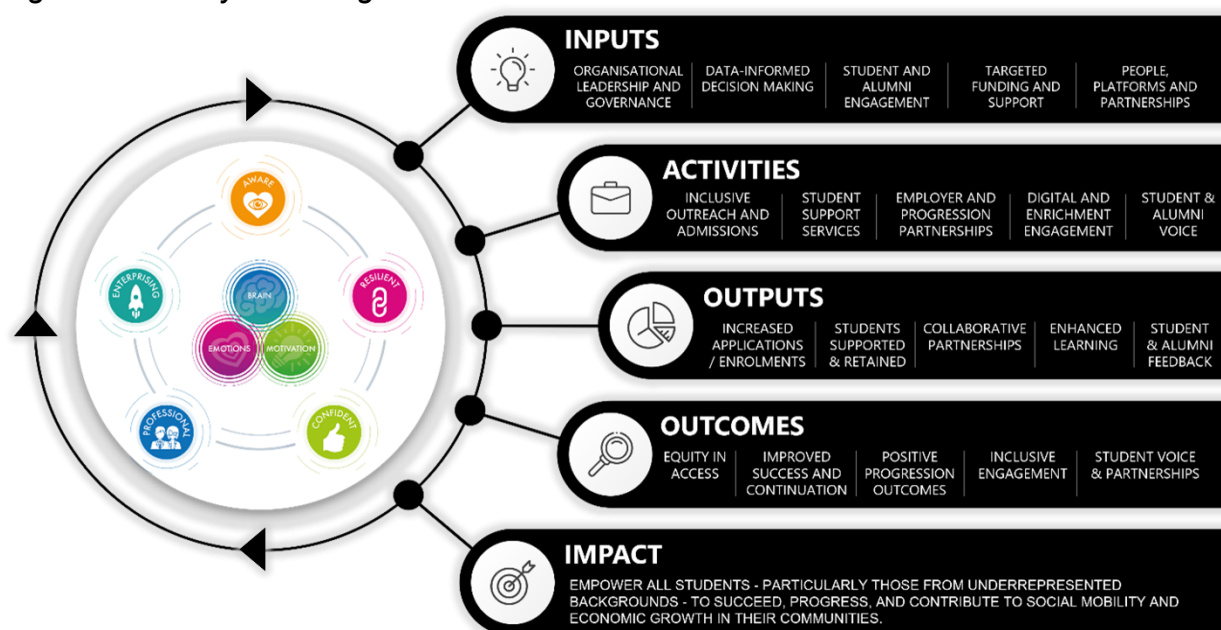 INPUTS
ORGANISATIONAL
LEADERSHIP AND
GOVERNANCE
DATA-INFORMED
DECISION MAKING
STUDENT AND
ALUMNI
ENGAGEMENT
TARGETED
FUNDING AND
SUPPORT
PEOPLE,
PLATFORMS AND
PARTNERSHIPS
ACTIVITIES
INCLUSIVE
OUTREACH AND
ADMISSIONS
STUDENT
SUPPORT
SERVICES
EMPLOYER AND
PROGRESSION
PARTNERSHIPS
DIGITAL AND
ENRICHMENT
ENGAGEMENT
STUDENT &
ALUMNI
VOICE
OUTPUTS
INCREASED
APPLICATIONS
/ ENROLMENTS
STUDENTS
SUPPORTED
& RETAINED
COLLABORATIVE
PARTNERSHIPS
ENHANCED
LEARNING
STUDENT
& ALUMNI
FEEDBACK
OUTCOMES
EQUITY IN
ACCESS
IMPROVED
SUCCESS AND
CONTINUATION
POSITIVE
PROGRESSION
OUTCOMES
INCLUSIVE
ENGAGEMENT
STUDENT VOICE
& PARTNERSHIPS
IMPACT
EMPOWER ALL STUDENTS - PARTICULARLY THOSE FROM UNDERREPRESENTED
BACKGROUNDS - TO SUCCEED, PROGRESS, AND CONTRIBUTE TO SOCIAL MOBILITY AND
ECONOMIC GROWTH IN THEIR COMMUNITIES.
AWARE
ENTERPRISING
RESILIENT
BRAIN
EMOTIONS
MOTIVATION
PROFESSIONAL
CONFIDENT